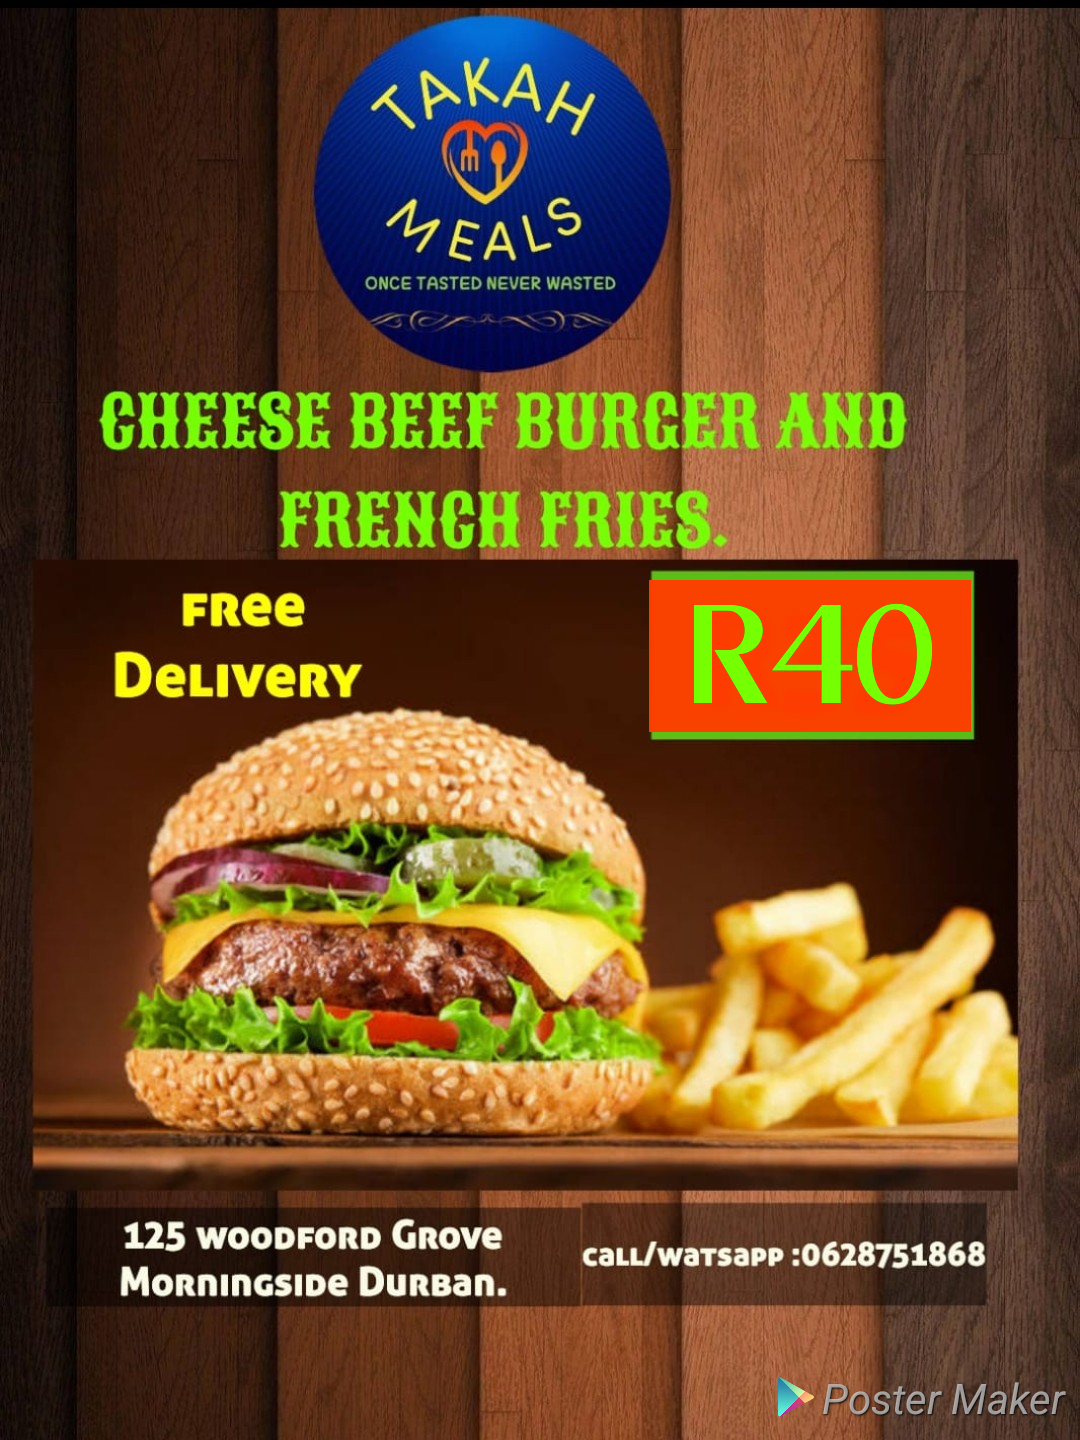 TAKAH
MEALS
ONCE TASTED NEVER WASTED
CHEESE BEEF BURGER AND
FRENCH FRIES.
FRee
DeLIVeRY
R40
125 WOODFORD GROVe
MORNINGSIDe DURBan.
caLL/waTsapp :0628751868
Poster Maker